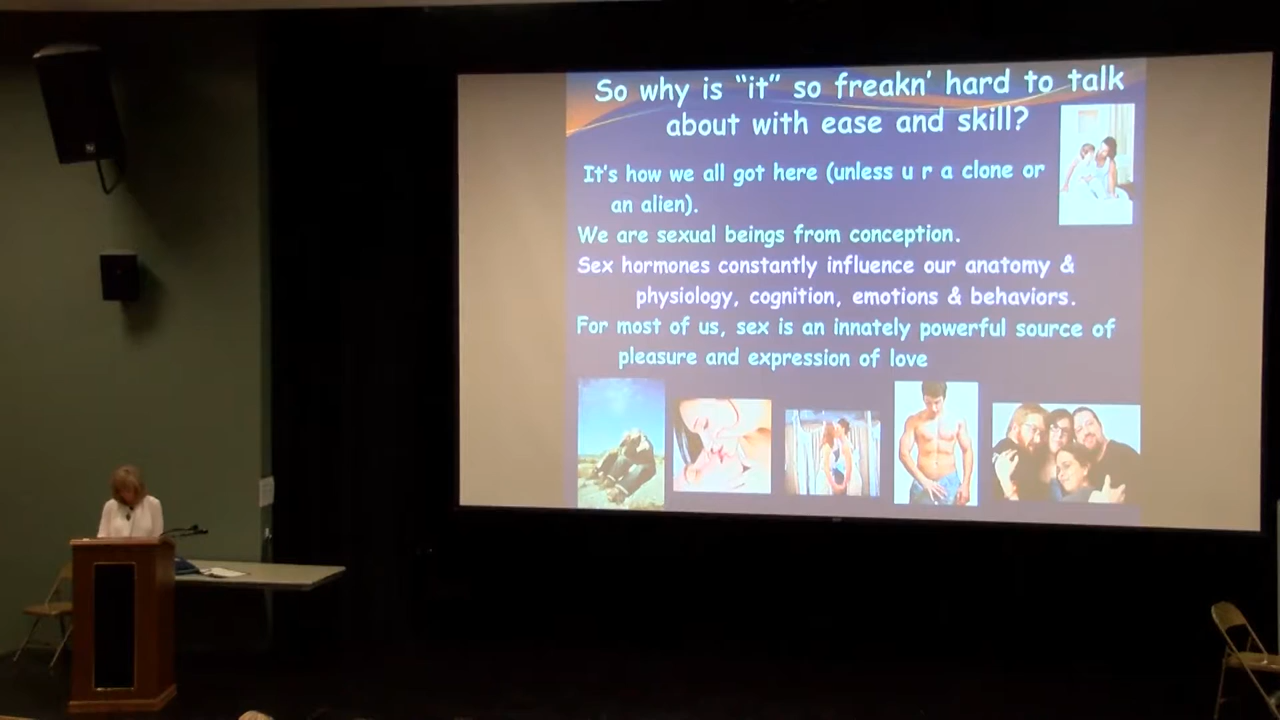 So why is “it” so freakn’ hard to talk
about with ease and skill?
It’s how we all got here (unless u r a clone or
an alien).
We are sexual beings from conception.
Sex hormones constantly influence our anatomy &
physiology, cognition, emotions & behaviors.
For most of us, sex is an innately powerful source of
pleasure and expression of love